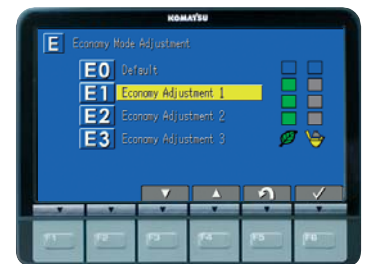 KOMATSU
E Economy Mode Adjustment
E0 Default
E1 Economy Adjustment 1
E2 Economy Adjustment 2
E3 Economy Adjustment 3
F1 F2 F3 F4 F5 F6